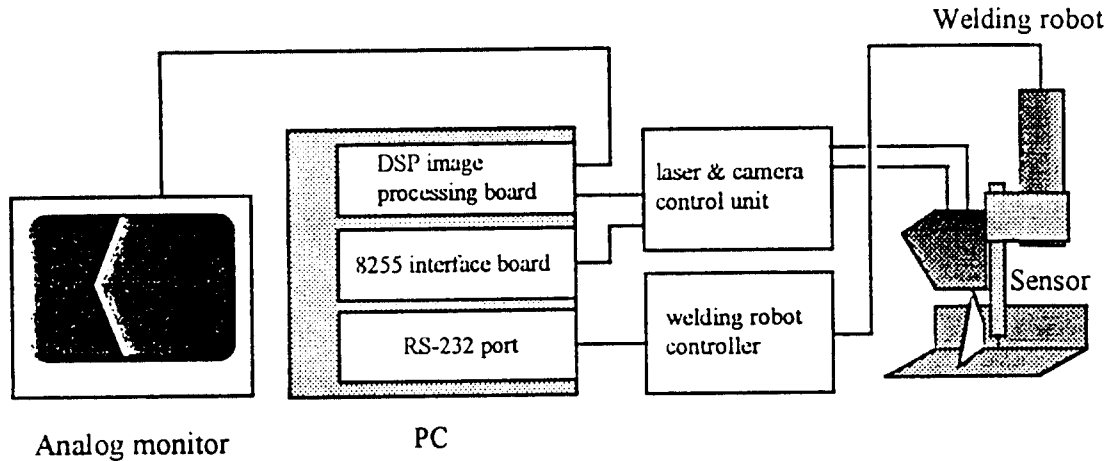 Welding robot
DSP image
processing board
laser & camera
control unit
8255 interface board
Sensor
RS-232 port
welding robot
controller
Analog monitor
PC